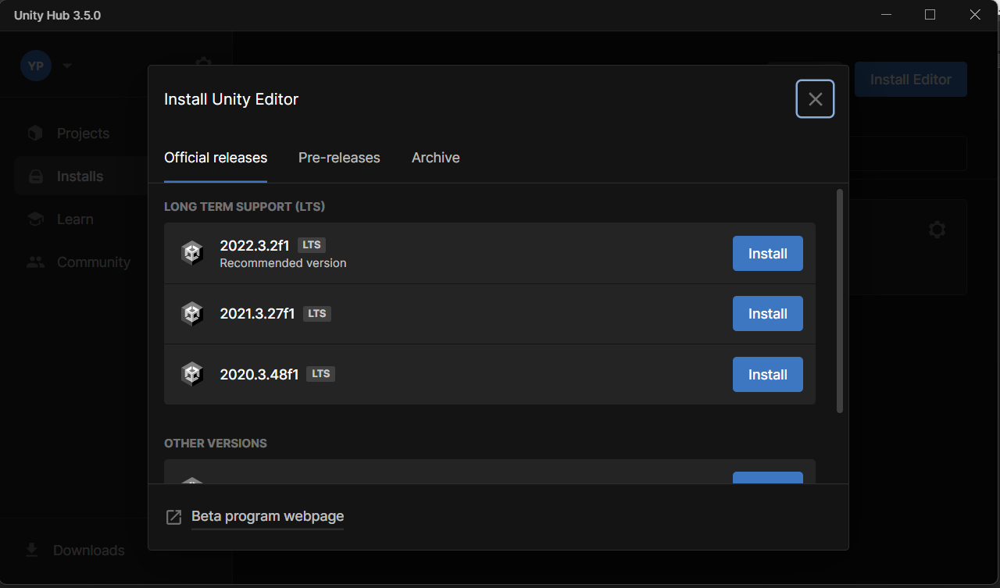 Unity Hub 3.5.0
YP
Install Editor
Projects
Installs
Learn
Community
Downloads
Install Unity Editor
Official releases
Pre-releases
Archive
LONG TERM SUPPORT (LTS)
2022.3.2f1 LTS
Recommended version
Install
2021.3.27f1 LTS
Install
2020.3.48f1 LTS
Install
OTHER VERSIONS
Beta program webpage